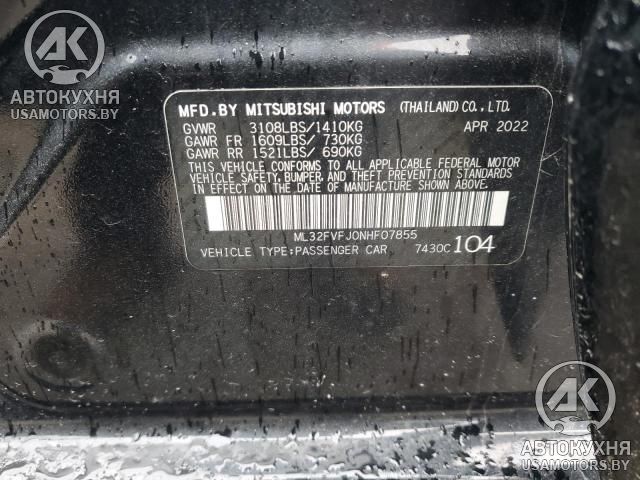 АК
АВТОКУХНЯ
USAMOTORS.BY
MFD.BY MITSUBISHI MOTORS (THAILAND)CO.,LTD.
GVWR 3108LBS/1410KG APR 2022
GAWR FR 1609LBS/ 730KG
GAWR RR 1521LBS/ 690KG
THIS VEHICLE CONFORMS TO ALL APPLICABLE FEDERAL MOTOR
VEHICLE SAFETY, BUMPER, AND THEFT PREVENTION STANDARDS
IN EFFECT ON THE DATE OF MANUFACTURE SHOWN ABOVE.
ML32FVFJ0NHF07855
VEHICLE TYPE:PASSENGER CAR 7430C 104
АК
АВТОКУХНЯ
USAMOTORS.BY